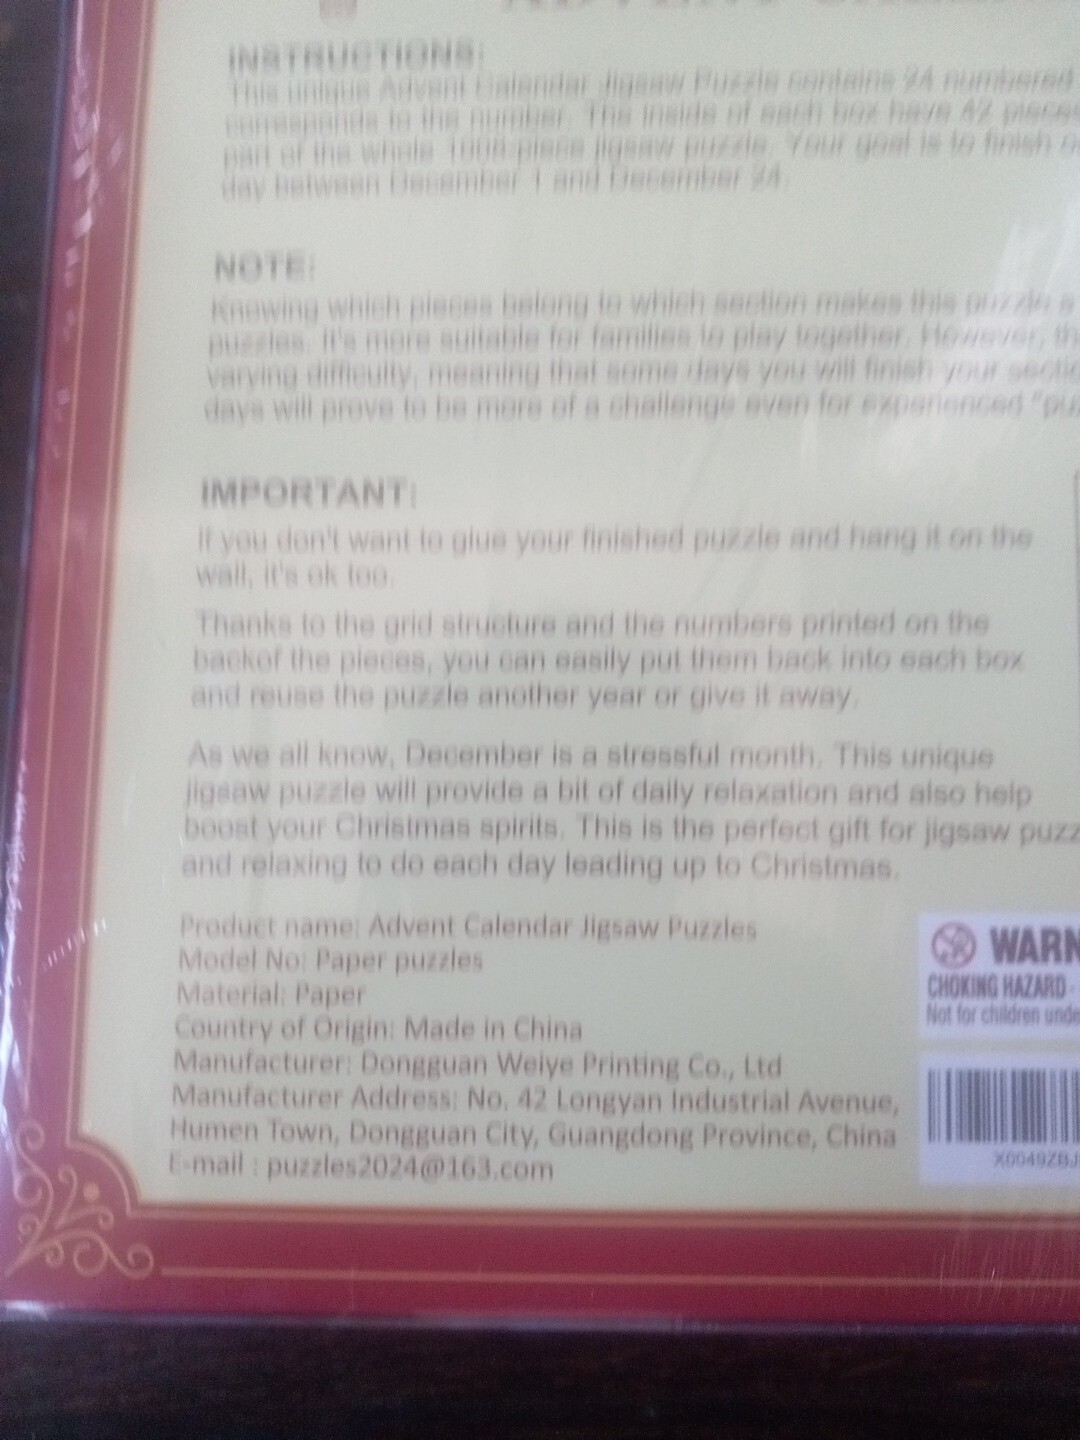 INSTRUCTIONS:
This unique Advent Calendar Jigsaw Puzzle contains 24 numbered
corresponds to the number. The inside of each box have 42 pieces
part of the whole 1008-piece jigsaw puzzle. Your goal is to finish
day between December 1 and December 24.
NOTE:
Knowing which pieces belong to which section makes this puzzle a
puzzles. It's more suitable for families to play together. However, th
varying difficulty, meaning that some days you will finish your sectio
days will prove to be more of a challenge even for experienced "puz
IMPORTANT:
If you don't want to glue your finished puzzle and hang it on the
wall, it's ok too.
Thanks to the grid structure and the numbers printed on the
backof the pieces, you can easily put them back into each box
and reuse the puzzle another year or give it away.
As we all know, December is a stressful month. This unique
jigsaw puzzle will provide a bit of daily relaxation and also help
boost your Christmas spirits. This is the perfect gift for jigsaw puzz
and relaxing to do each day leading up to Christmas.
Product name: Advent Calendar Jigsaw Puzzles
Model No: Paper puzzles
Material: Paper
Country of Origin: Made in China
Manufacturer: Dongguan Weiye Printing Co., Ltd
Manufacturer Address: No. 42 Longyan Industrial Avenue,
Humen Town, Dongguan City, Guangdong Province, China
E-mail : puzzles2024@163.com
WARN
CHOKING HAZARD -
Not for children unde
X0049ZBJ